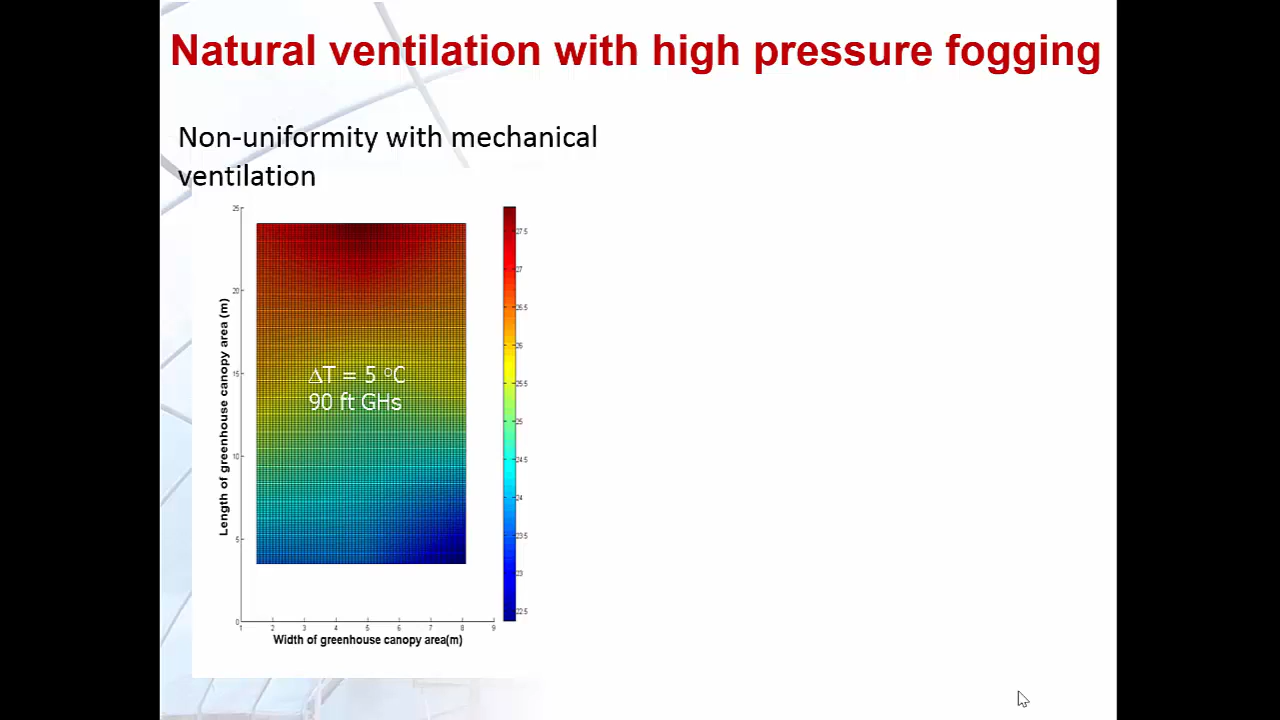 Natural ventilation with high pressure fogging
Non-uniformity with mechanical
ventilation
25
20
15
10
5
0
Length of greenhouse canopy area (m)
ΔT = 5 °C
90 ft GHs
1 2 3 4 5 6 7 8 9
Width of greenhouse canopy area(m)
27.5
27
26.5
26
25.5
25
24.5
24
23.5
23
22.5